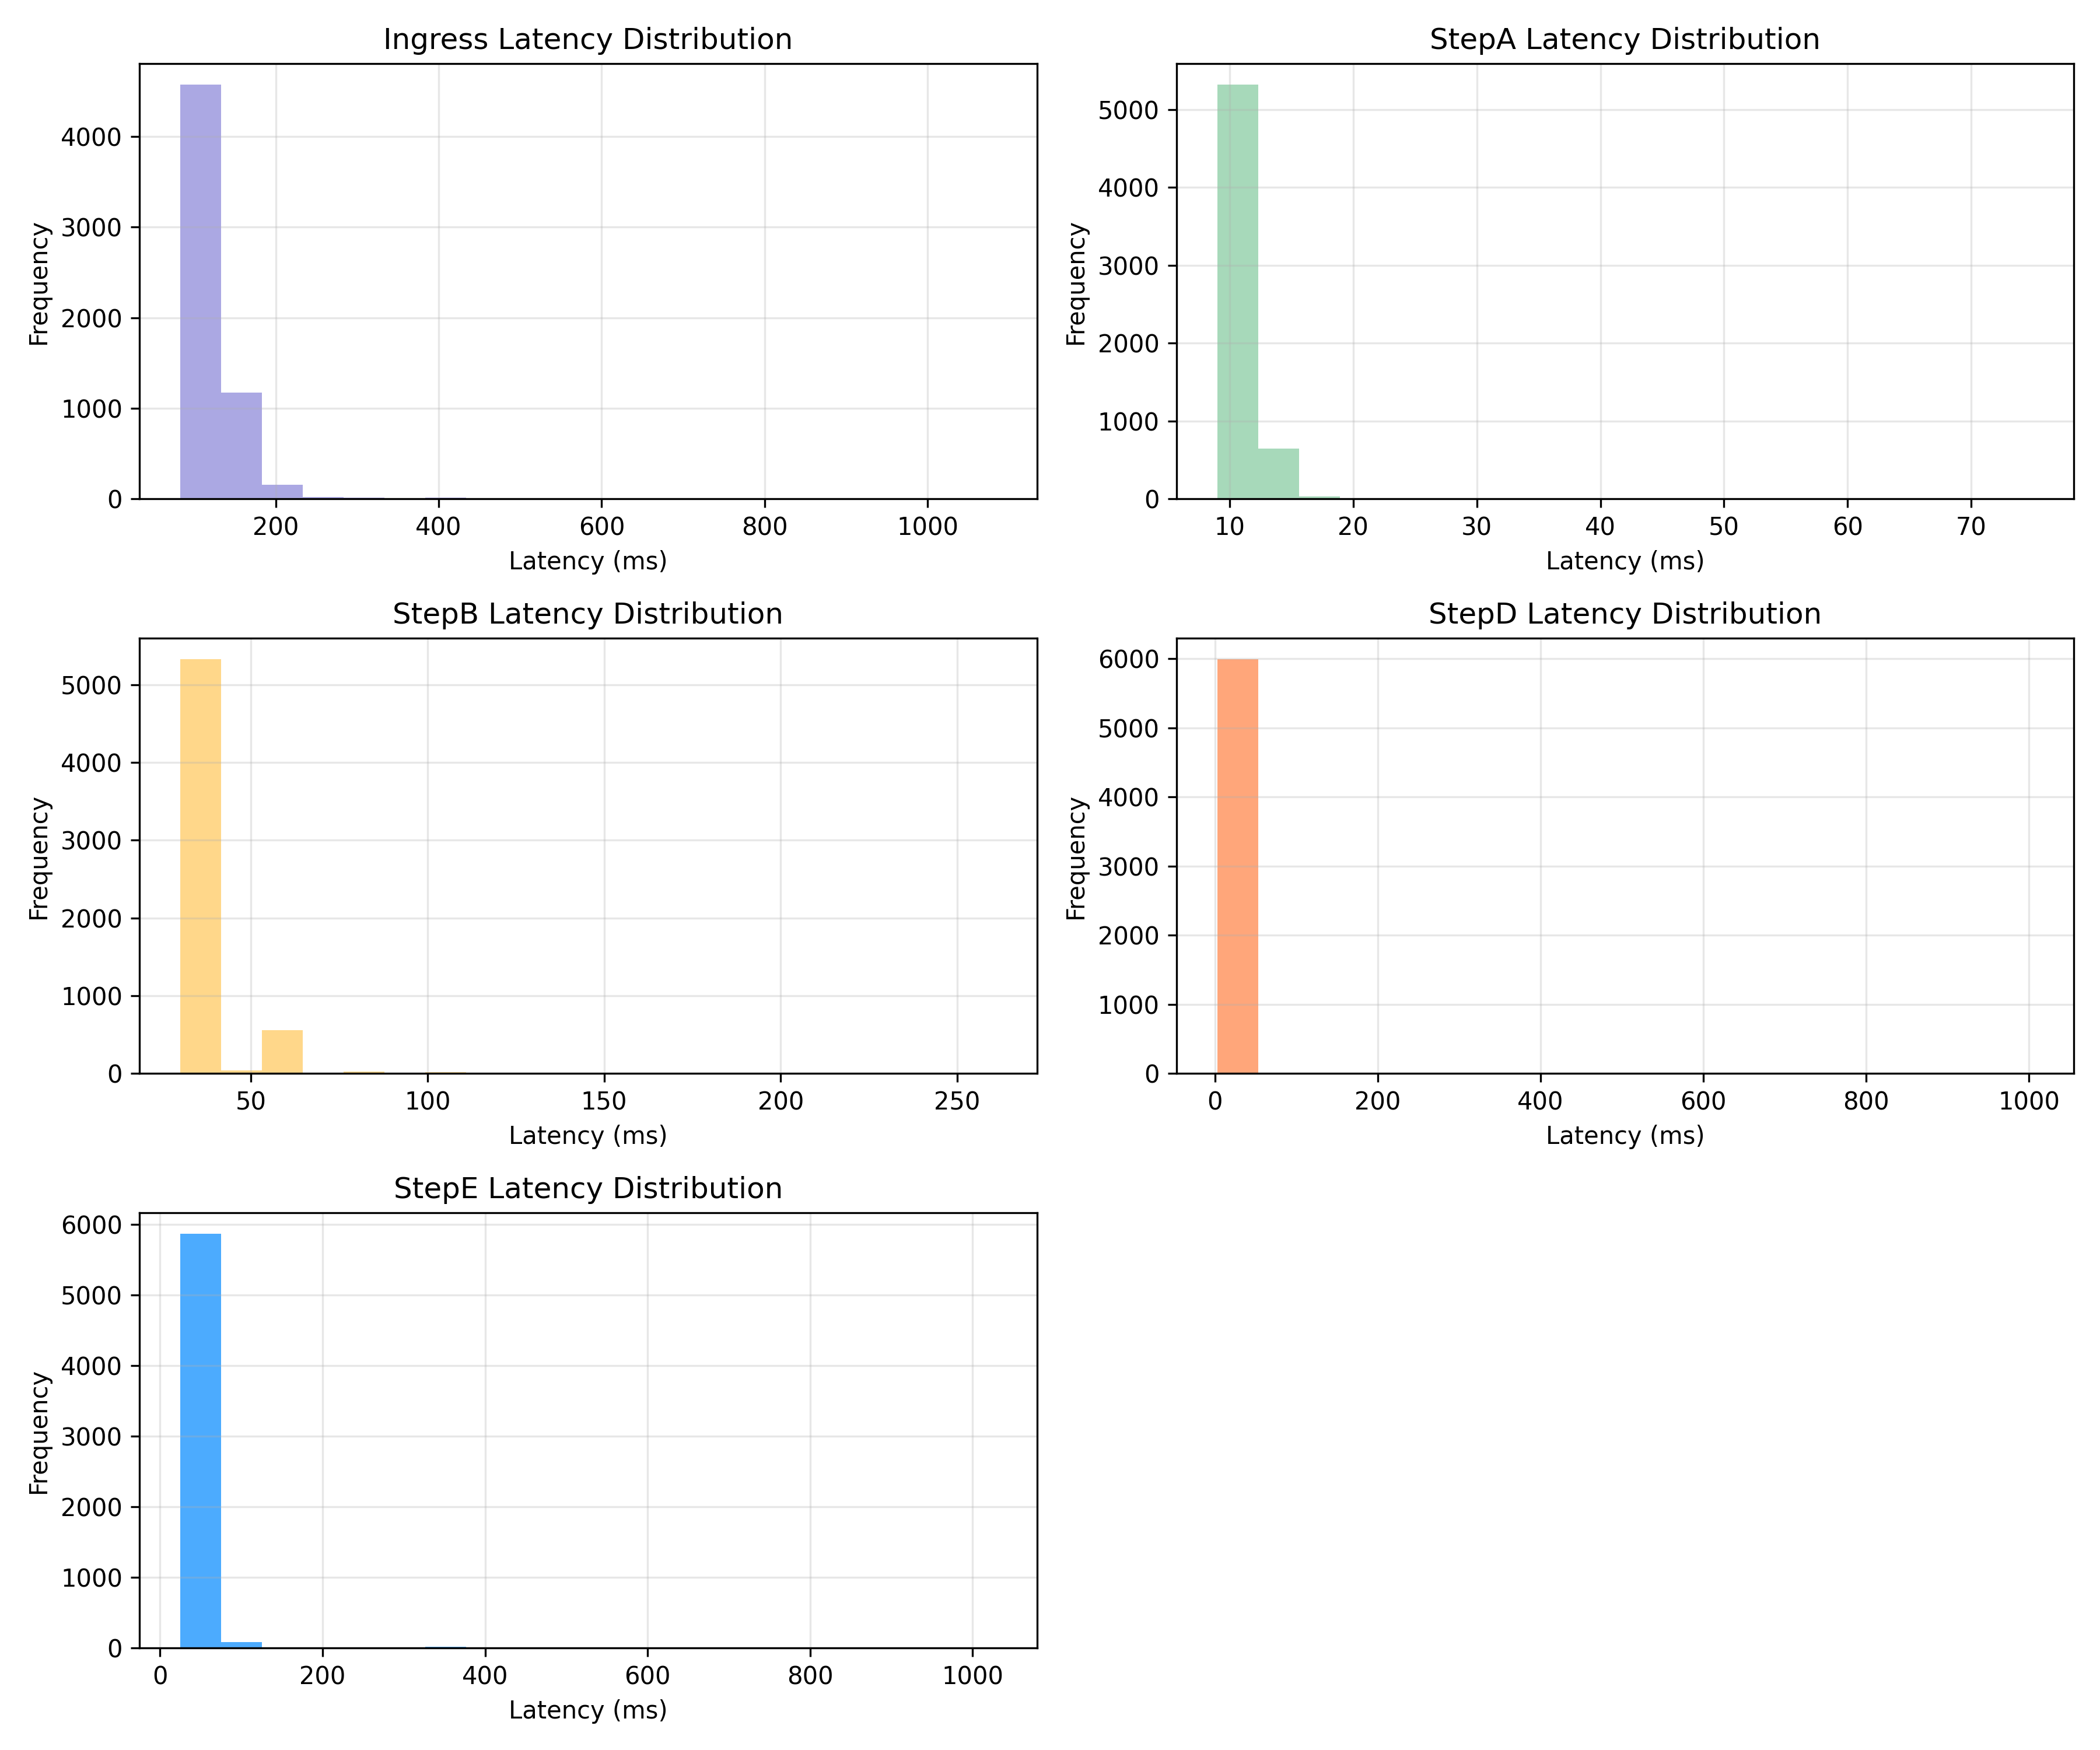 Ingress Latency Distribution
Frequency
4000
3000
2000
1000
0
200 400 600 800 1000
Latency (ms)
StepA Latency Distribution
Frequency
5000
4000
3000
2000
1000
0
10 20 30 40 50 60 70
Latency (ms)
StepB Latency Distribution
Frequency
5000
4000
3000
2000
1000
0
50 100 150 200 250
Latency (ms)
StepD Latency Distribution
Frequency
6000
5000
4000
3000
2000
1000
0
0 200 400 600 800 1000
Latency (ms)
StepE Latency Distribution
Frequency
6000
5000
4000
3000
2000
1000
0
0 200 400 600 800 1000
Latency (ms)